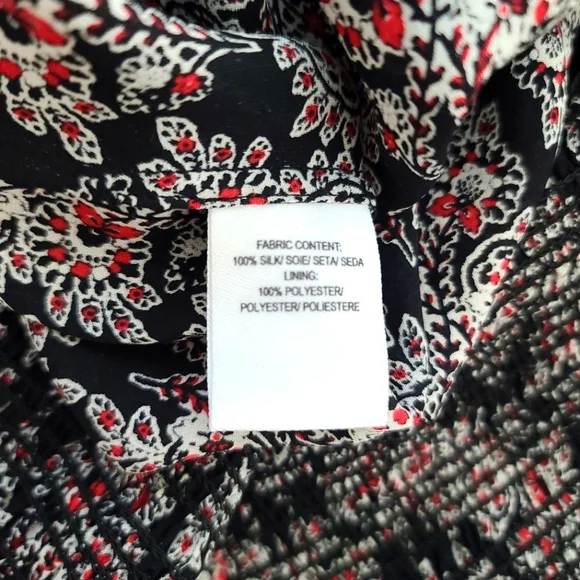 FABRIC CONTENT:
100% SILK/ SOIE/ SETA/ SEDA
LINING:
100% POLYESTER/
POLYESTER/ POLIESTERE